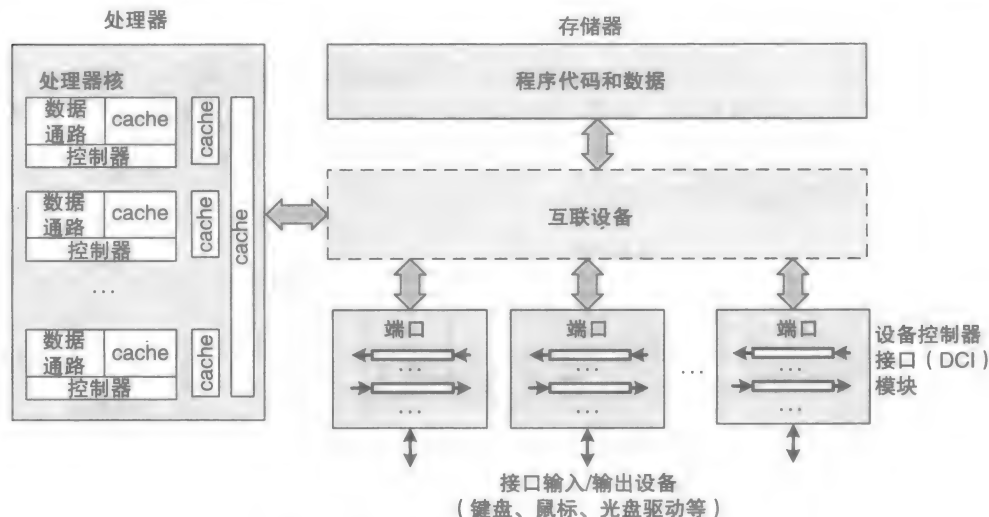 处理器
处理器核
数据
通路
cache
控制器
cache
数据
通路
cache
控制器
cache
...
数据
通路
cache
控制器
cache
cache
存储器
程序代码和数据
互联设备
端口
...
...
端口
...
...
...
端口
...
...
设备控制器
接口（DCI）
模块
接口输入/输出设备
（键盘、鼠标、光盘驱动等）